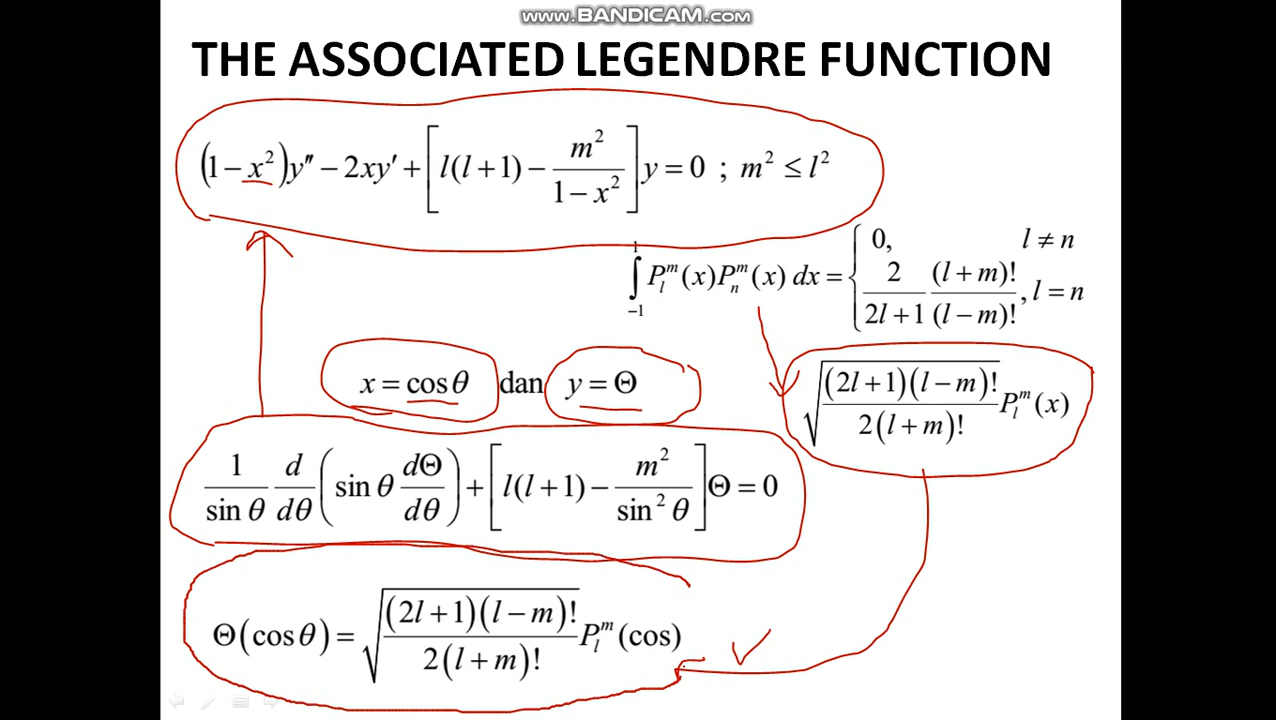 www.BANDICAM.com
THE ASSOCIATED LEGENDRE FUNCTION
(1 − x²)y″ − 2xy′ + [l(l + 1) − m²/(1 − x²)]y = 0 ; m² ≤ l²
∫₋₁¹ Pₗᵐ(x)Pₙᵐ(x) dx = { 0, l ≠ n
2/(2l + 1) (l + m)!/(l − m)!, l = n
x = cos θ dan y = Θ
√((2l + 1)(l − m)!/2(l + m)!) Pₗᵐ(x)
1/sin θ d/dθ (sin θ dΘ/dθ) + [l(l + 1) − m²/sin² θ]Θ = 0
Θ(cos θ) = √((2l + 1)(l − m)!/2(l + m)!) Pₗᵐ(cos)